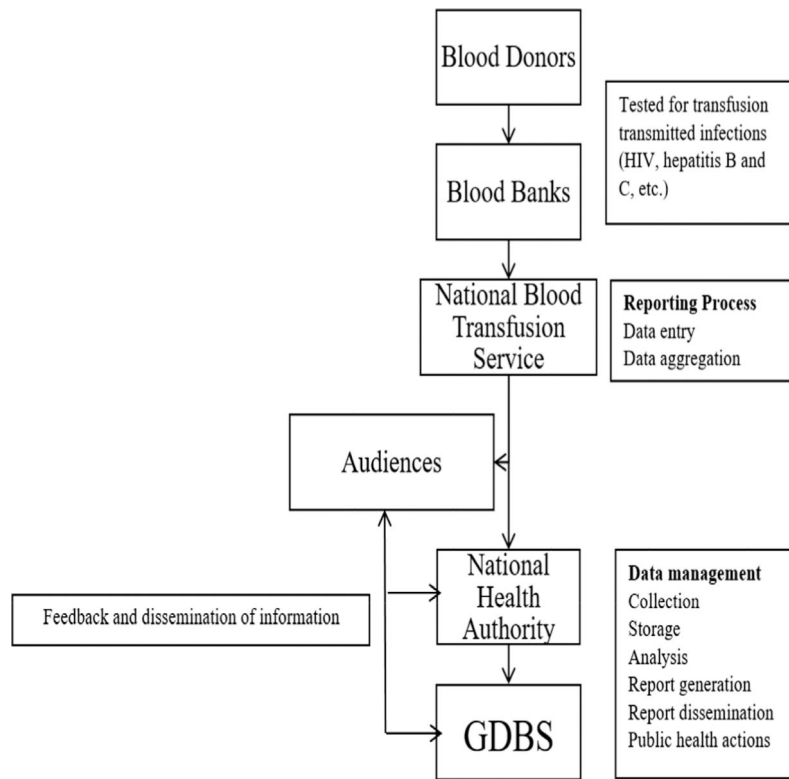 Blood Donors
Tested for transfusion
transmitted infections
(HIV, hepatitis B and
C, etc.)
Blood Banks
National Blood
Transfusion
Service
Reporting Process
Data entry
Data aggregation
Audiences
National
Health
Authority
Data management
Collection
Storage
Analysis
Report generation
Report dissemination
Public health actions
Feedback and dissemination of information
GDBS